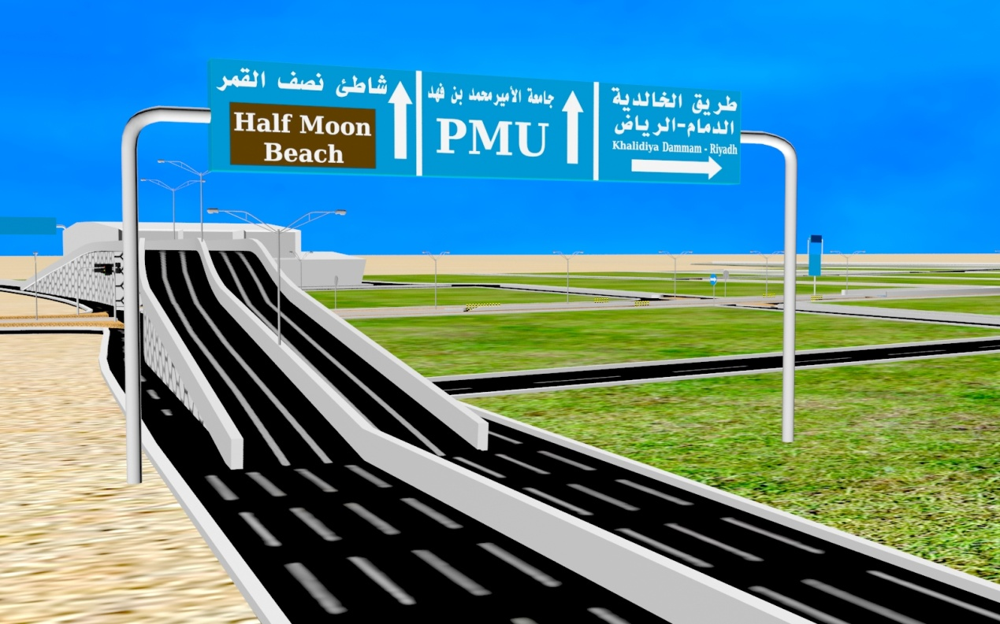 شاطئ نصف القمر
Half Moon
Beach
جامعة الأمير محمد بن فهد
PMU
طريق الخالدية
الدمام-الرياض
Khalidiya Dammam - Riyadh